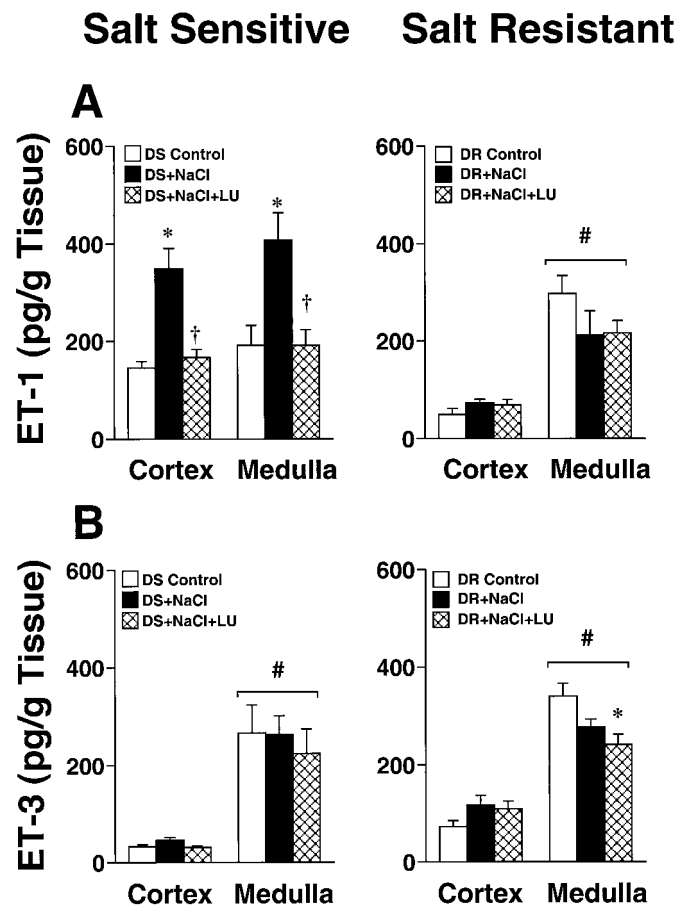 Salt Sensitive Salt Resistant
A
ET-1 (pg/g Tissue)
600
400
200
0
DS Control
DS+NaCl
DS+NaCl+LU
*
†
*
†
Cortex Medulla
600
400
200
0
DR Control
DR+NaCl
DR+NaCl+LU
#
Cortex Medulla
B
ET-3 (pg/g Tissue)
600
400
200
0
DS Control
DS+NaCl
DS+NaCl+LU
#
Cortex Medulla
600
400
200
0
DR Control
DR+NaCl
DR+NaCl+LU
#
*
Cortex Medulla